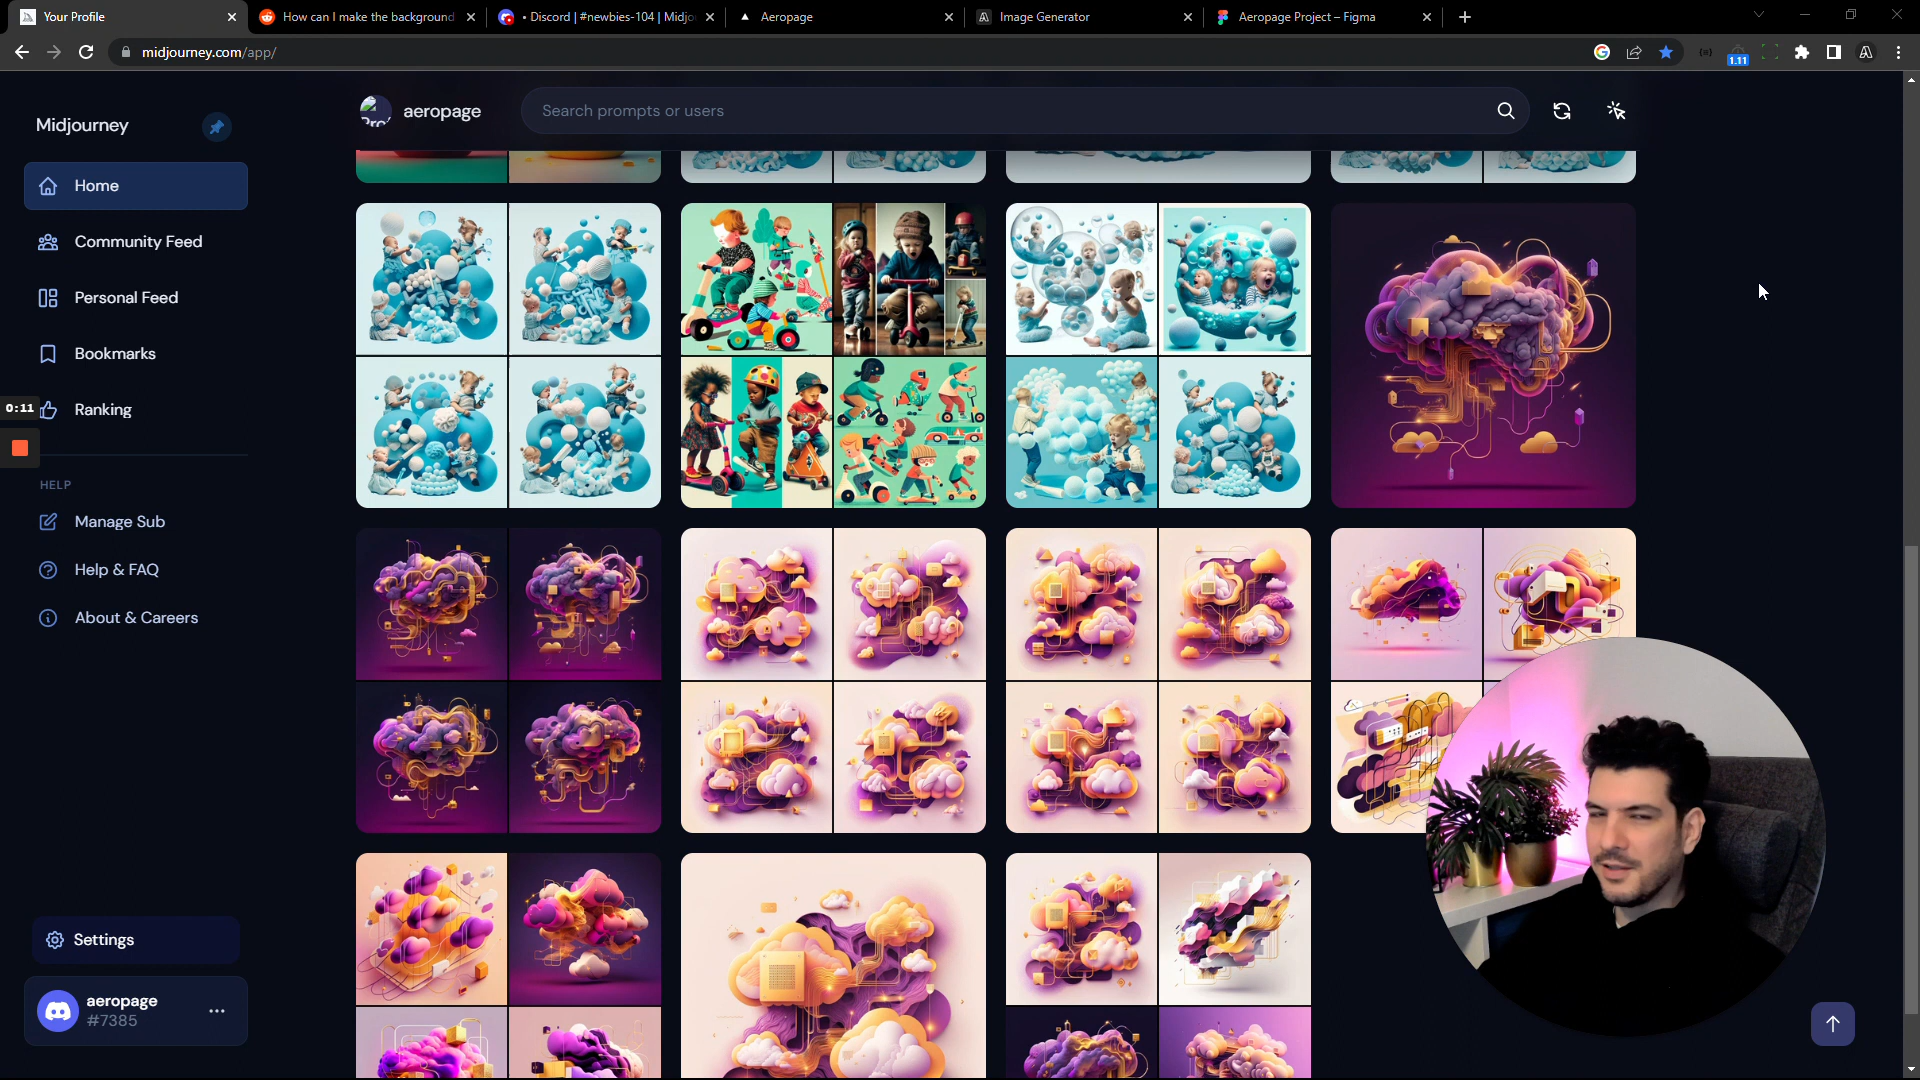 Your Profile
How can I make the background
• Discord | #newbies-104 | Midjo
Aeropage
Image Generator
Aeropage Project – Figma
midjourney.com/app/
1.11
Midjourney
aeropage
Search prompts or users
Home
Community Feed
Personal Feed
Bookmarks
0:11
Ranking
HELP
Manage Sub
Help & FAQ
About & Careers
Settings
aeropage
#7385